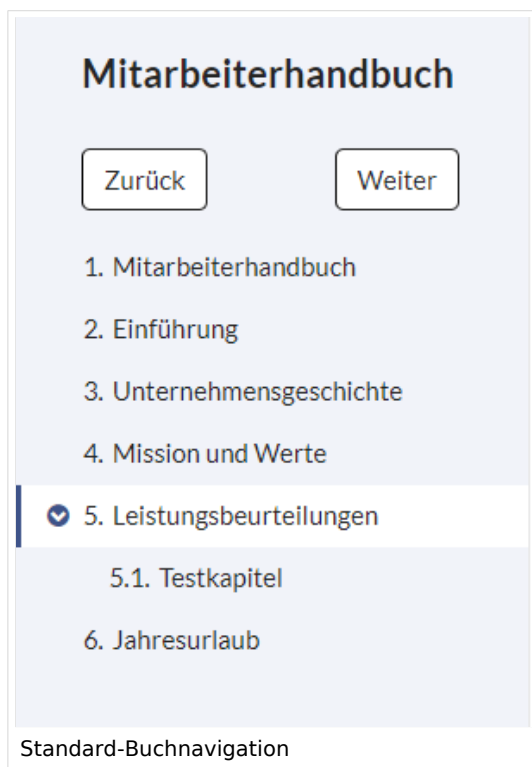 Mitarbeiterhandbuch
Zurück Weiter
1. Mitarbeiterhandbuch
2. Einführung
3. Unternehmensgeschichte
4. Mission und Werte
5. Leistungsbeurteilungen
5.1. Testkapitel
6. Jahresurlaub
Standard-Buchnavigation